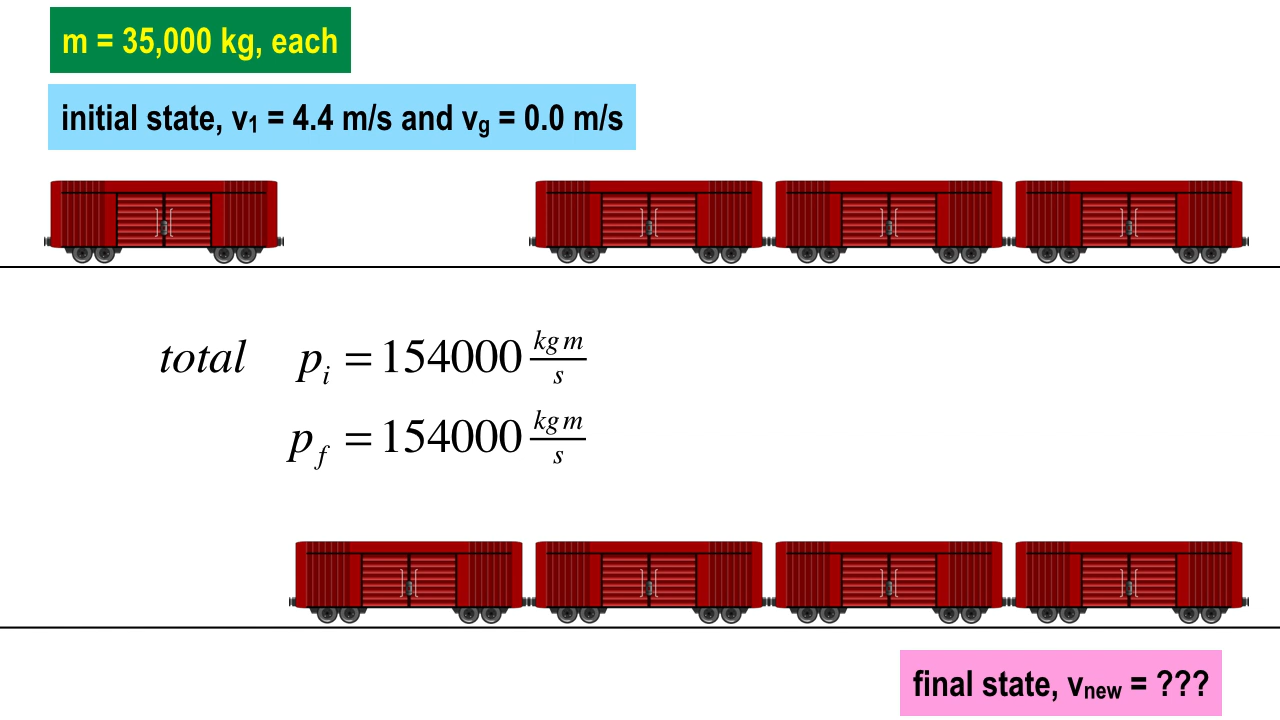 m = 35,000 kg, each
initial state, v₁ = 4.4 m/s and vg = 0.0 m/s
total pᵢ = 154000 kg m/s
pf = 154000 kg m/s
final state, vnew = ???